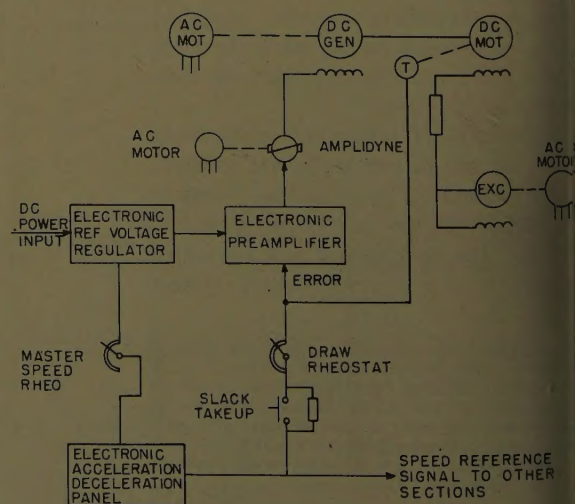 AC
MOT
DC
GEN
DC
MOT
T
AC
MOTOR
AMPLIDYNE
AC
EXC
DC
POWER
INPUT
ELECTRONIC
REF VOLTAGE
REGULATOR
ELECTRONIC
PREAMPLIFIER
ERROR
MASTER
SPEED
RHEO
DRAW
RHEOSTAT
SLACK
TAKEUP
ELECTRONIC
ACCELERATION
DECELERATION
PANEL
SPEED REFERENCE
SIGNAL TO OTHER
SECTIONS